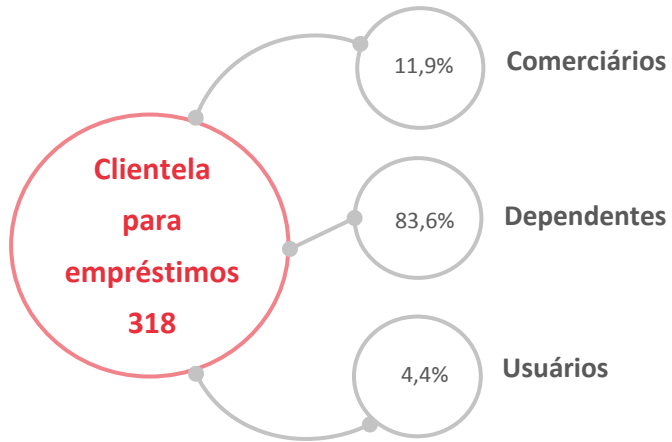 Clientela
para
empréstimos
318
11,9%
Comerciários
83,6%
Dependentes
4,4%
Usuários